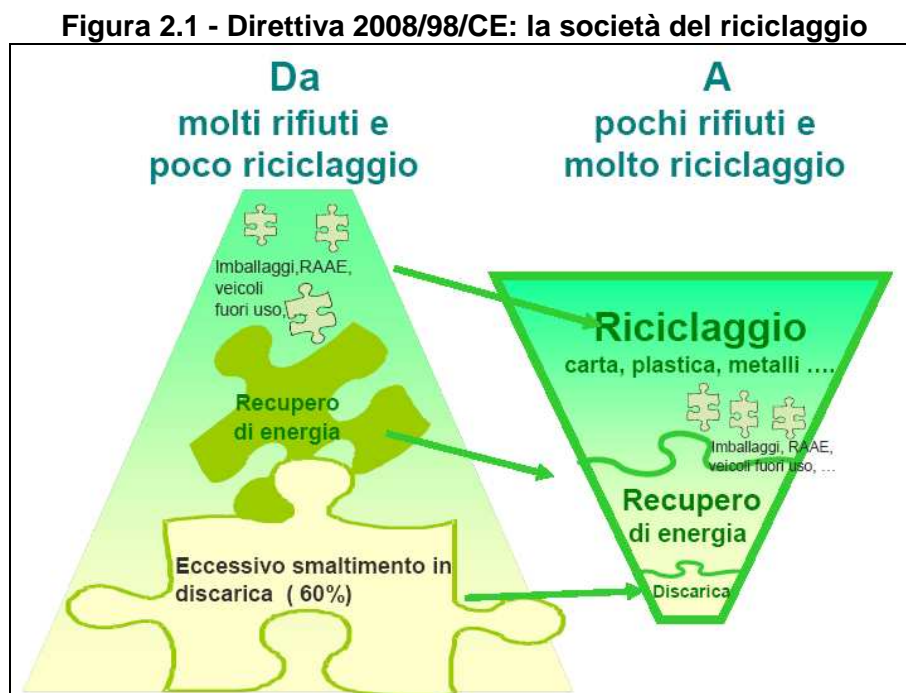 Figura 2.1 - Direttiva 2008/98/CE: la società del riciclaggio
Da
molti rifiuti e
poco riciclaggio
A
pochi rifiuti e
molto riciclaggio
Imballaggi,RAAE,
veicoli
fuori uso, ...
Recupero
di energia
Eccessivo smaltimento in
discarica ( 60%)
Riciclaggio
carta, plastica, metalli ....
Imballaggi, RAAE,
veicoli fuori uso, ...
Recupero
di energia
Discarica